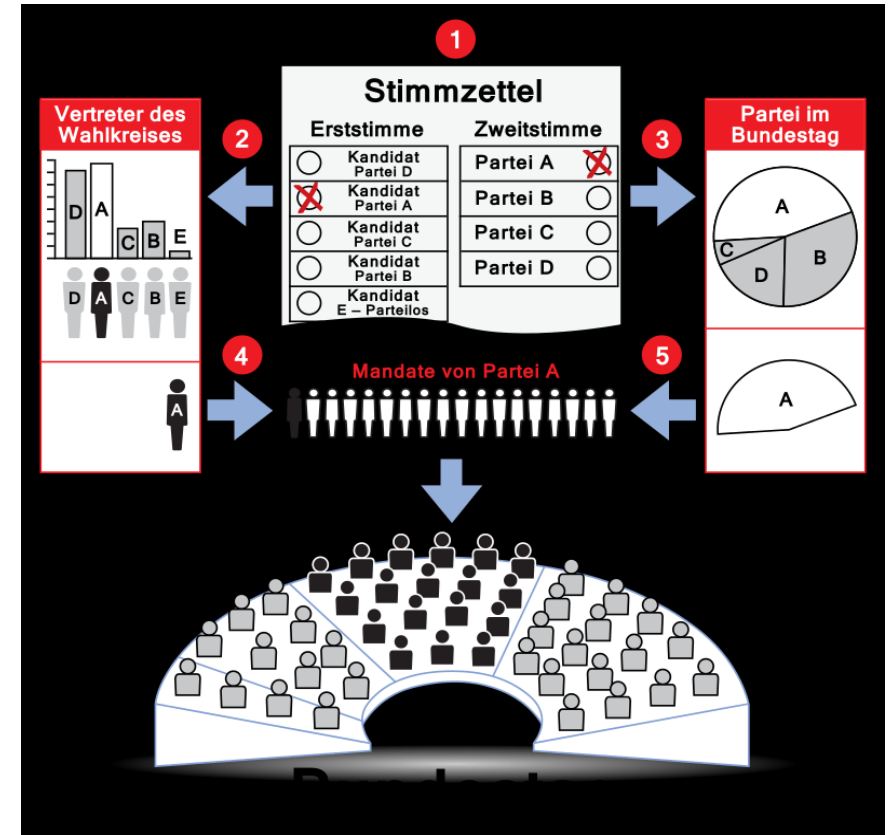 1
Stimmzettel
Erststimme
Zweitstimme
Kandidat
Partei D
Kandidat
Partei A
Kandidat
Partei C
Kandidat
Partei B
Kandidat
E – Parteilos
Partei A
Partei B
Partei C
Partei D
2
Vertreter des
Wahlkreises
D
A
C
B
E
D
A
C
B
E
3
Partei im
Bundestag
A
B
C
D
4
A
5
A
Mandate von Partei A